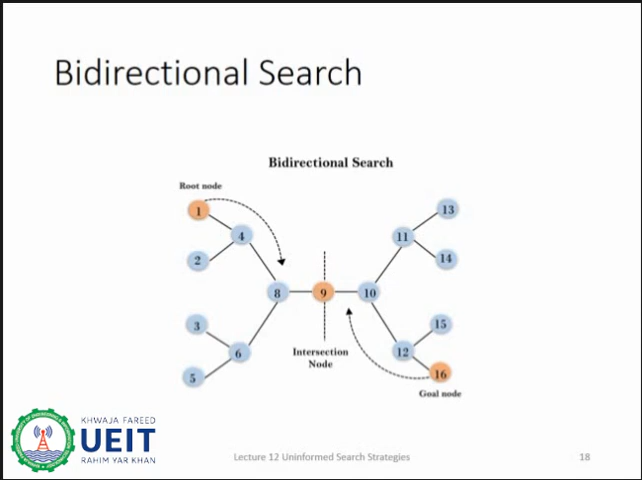 Bidirectional Search
Bidirectional Search
Root node
1
13
4
11
2
14
8
9
10
3
15
6
Intersection
Node
12
5
16
Goal node
KHWAJA FAREED
UEIT
RAHIM YAR KHAN
Lecture 12 Uninformed Search Strategies
18